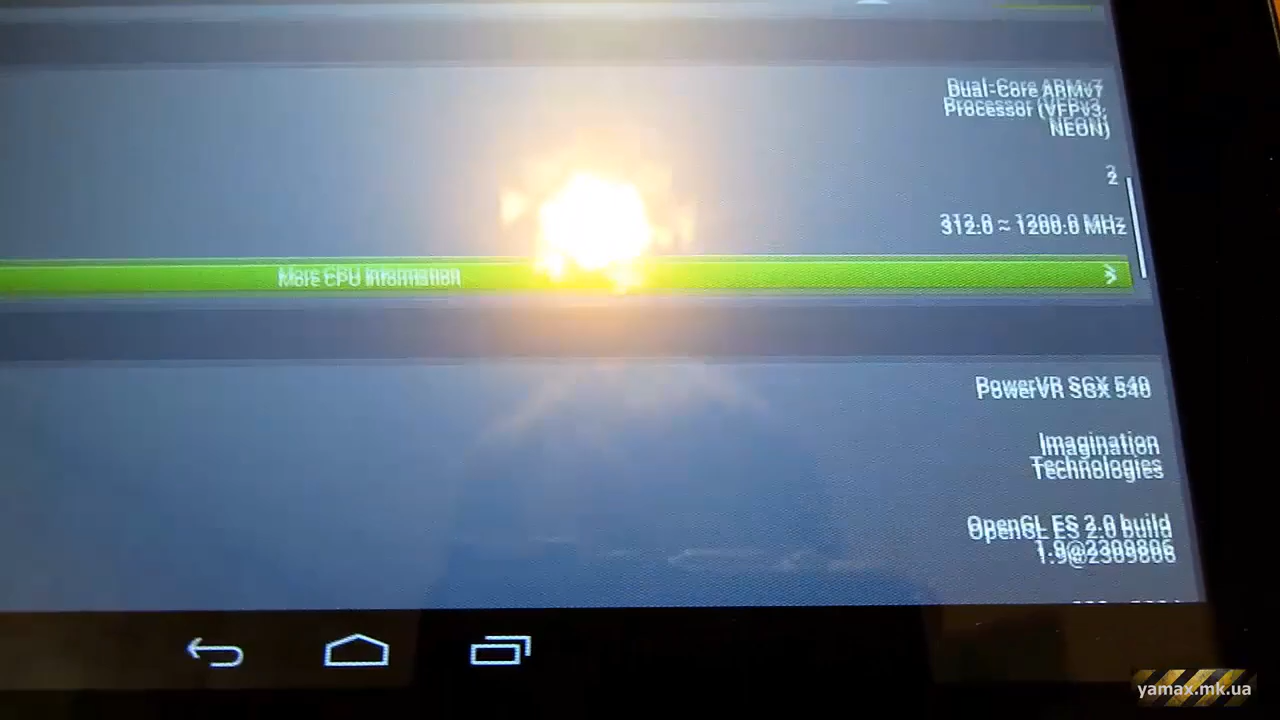 Dual-Core ARMv7
Processor (VFPv3,
NEON)
2
312.0 ~ 1200.0 MHz
More CPU Information
PowerVR SGX 540
Imagination
Technologies
OpenGL ES 2.0 build
1.9@2309806
yamax.mk.ua